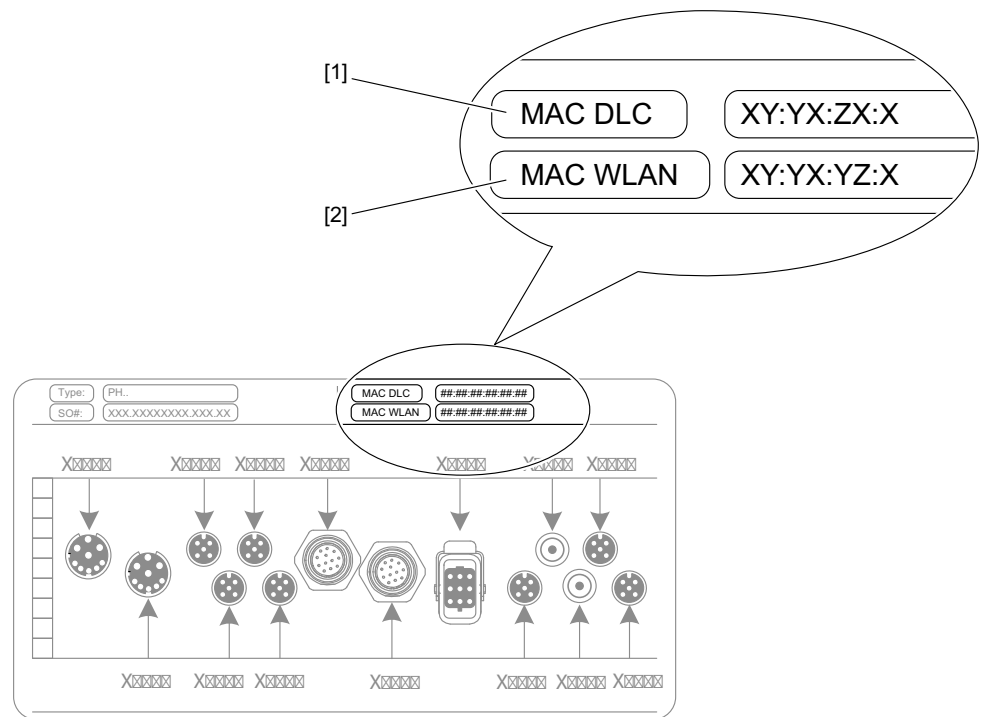 [1]
MAC DLC XY:YX:ZX:X
MAC WLAN XY:YX:YZ:X
[2]
Type: PH.. MAC DLC ##:##:##:##:##:##
SO#: XXX.XXXXXXXX.XXX.XX MAC WLAN ##:##:##:##:##:##
X X X X X X X
X X X X X X X